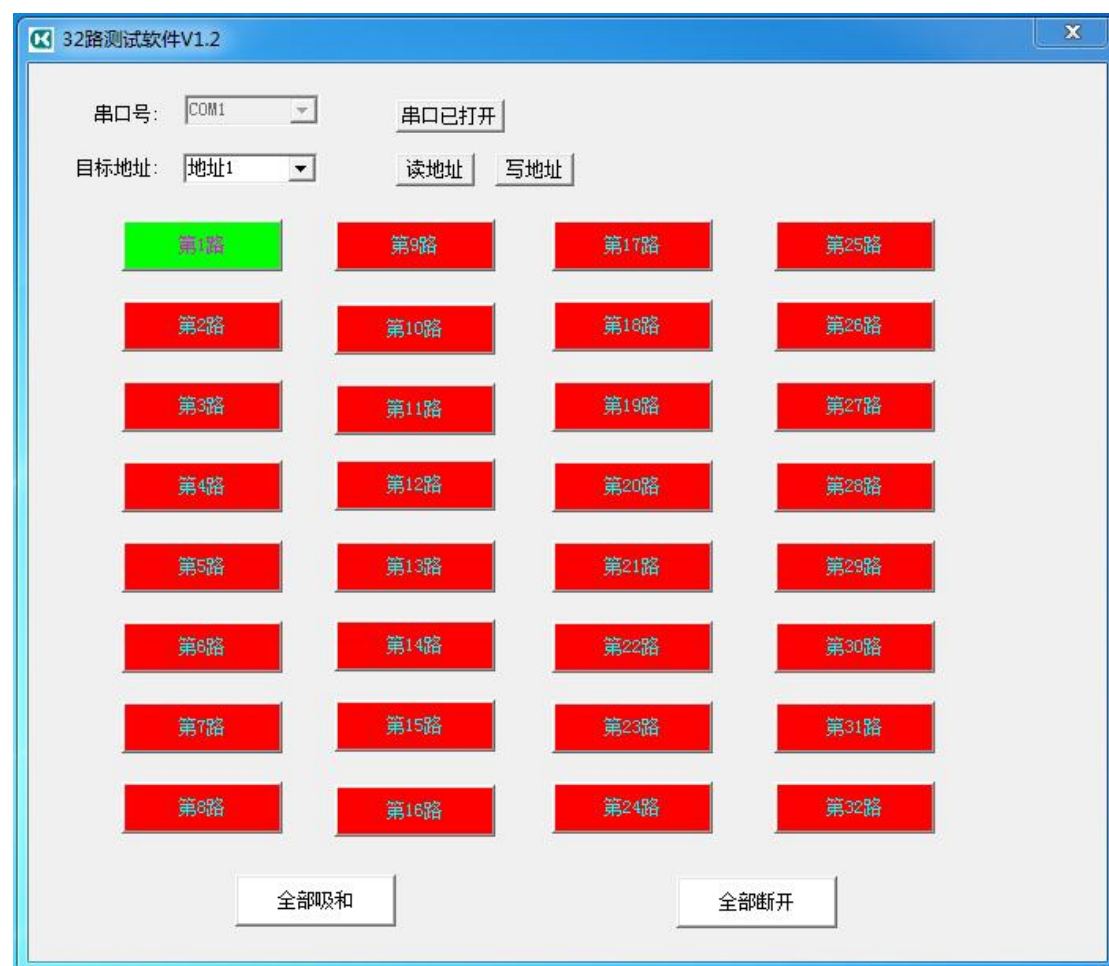 32路测试软件V1.2
串口号: COM1 串口已打开
目标地址: 地址1 读地址 写地址
第1路 第9路 第17路 第25路
第2路 第10路 第18路 第26路
第3路 第11路 第19路 第27路
第4路 第12路 第20路 第28路
第5路 第13路 第21路 第29路
第6路 第14路 第22路 第30路
第7路 第15路 第23路 第31路
第8路 第16路 第24路 第32路
全部吸和 全部断开